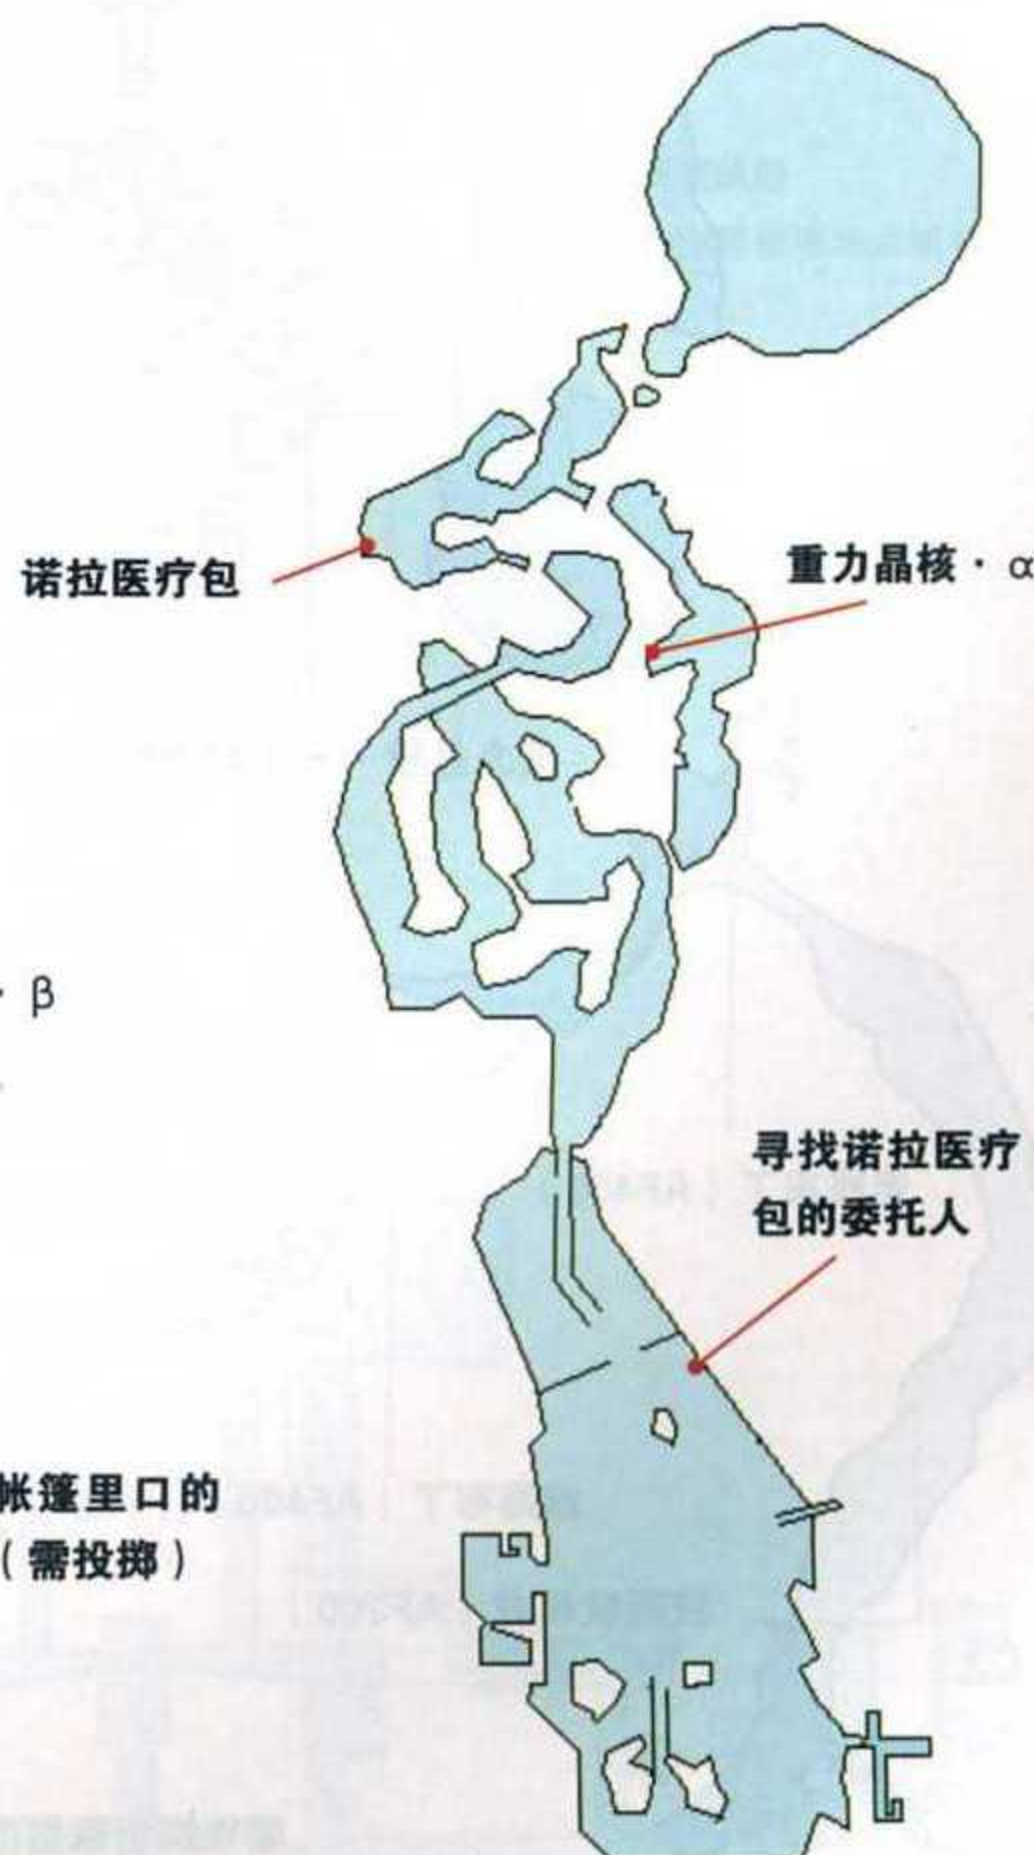 诺拉医疗包
重力晶核·α
· β
寻找诺拉医疗
包的委托人
帐篷里口的
（需投掷）